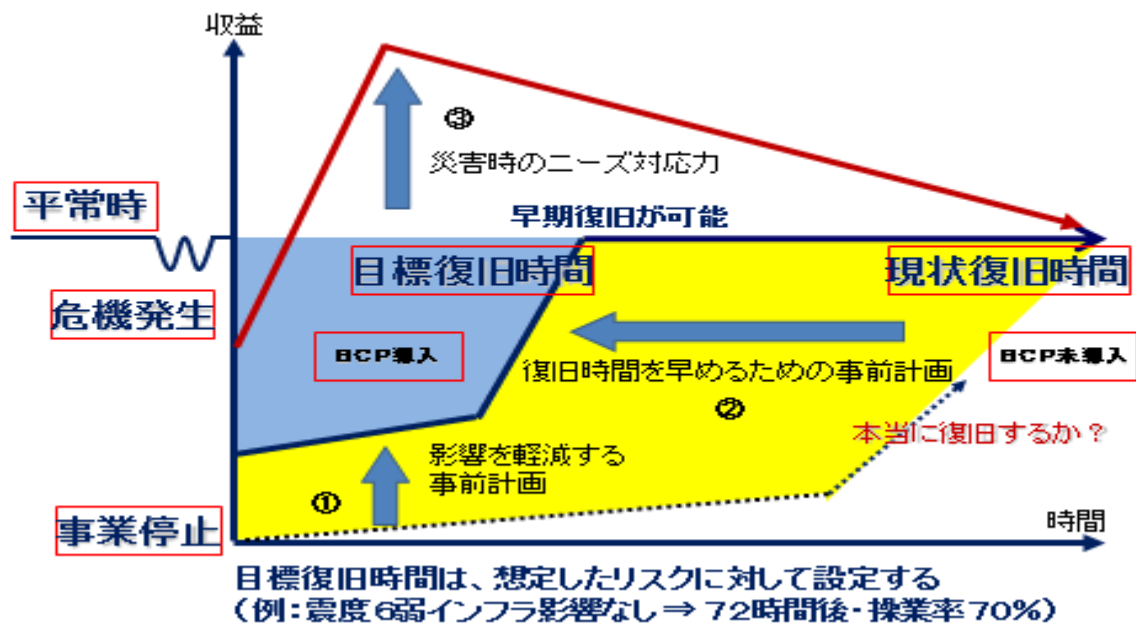 収益
③
災害時のニーズ対応力
平常時
早期復旧が可能
目標復旧時間
現状復旧時間
危機発生
BCP導入
BCP未導入
復旧時間を早めるための事前計画
②
本当に復旧するか？
影響を軽減する
事前計画
①
事業停止
時間
目標復旧時間は、想定したリスクに対して設定する
（例：震度6弱インフラ影響なし⇒72時間後・操業率70%）